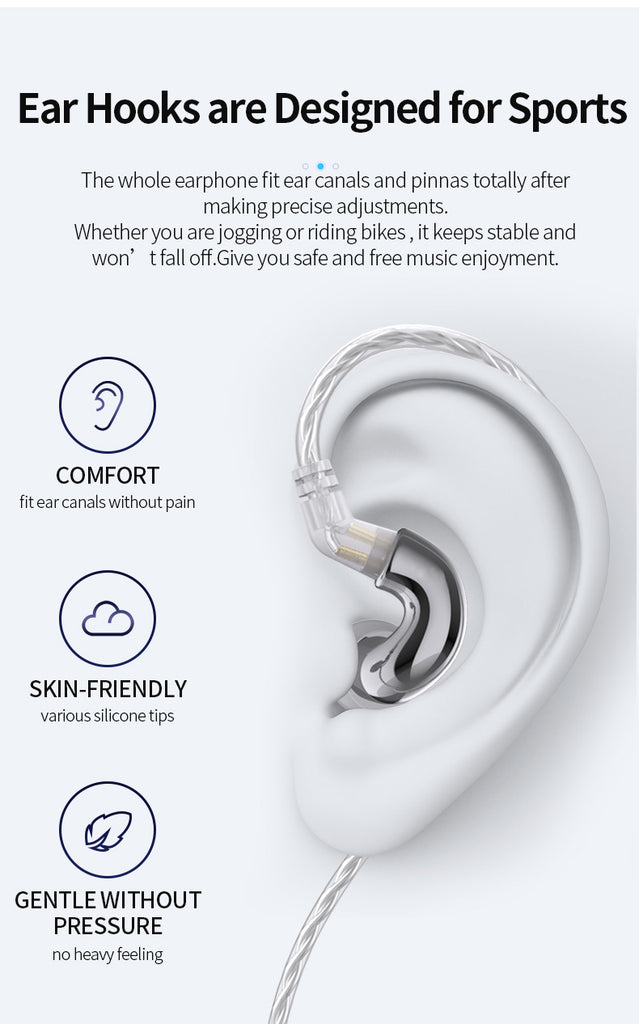 Ear Hooks are Designed for Sports
The whole earphone fit ear canals and pinnas totally after
making precise adjustments.
Whether you are jogging or riding bikes , it keeps stable and
won’ t fall off.Give you safe and free music enjoyment.
COMFORT
fit ear canals without pain
SKIN-FRIENDLY
various silicone tips
GENTLE WITHOUT
PRESSURE
no heavy feeling